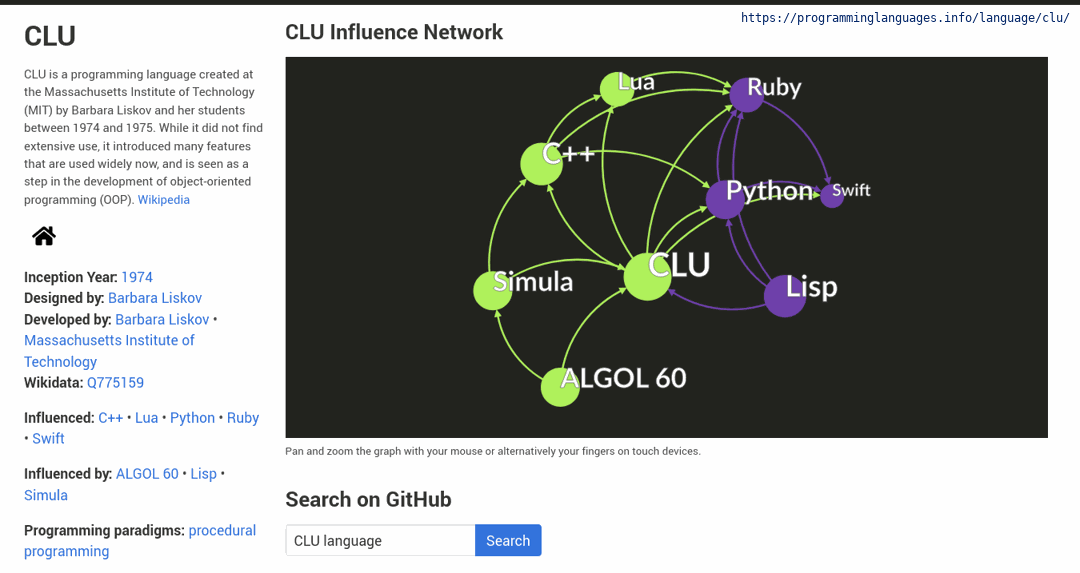 https://programminglanguages.info/language/clu/
CLU
CLU is a programming language created at
the Massachusetts Institute of Technology
(MIT) by Barbara Liskov and her students
between 1974 and 1975. While it did not find
extensive use, it introduced many features
that are used widely now, and is seen as a
step in the development of object-oriented
programming (OOP). Wikipedia
Inception Year: 1974
Designed by: Barbara Liskov
Developed by: Barbara Liskov •
Massachusetts Institute of
Technology
Wikidata: Q775159
Influenced: C++ • Lua • Python • Ruby
• Swift
Influenced by: ALGOL 60 • Lisp •
Simula
Programming paradigms: procedural
programming
CLU Influence Network
Lua
Ruby
C++
Python
Swift
CLU
Simula
Lisp
ALGOL 60
Pan and zoom the graph with your mouse or alternatively your fingers on touch devices.
Search on GitHub
CLU language
Search